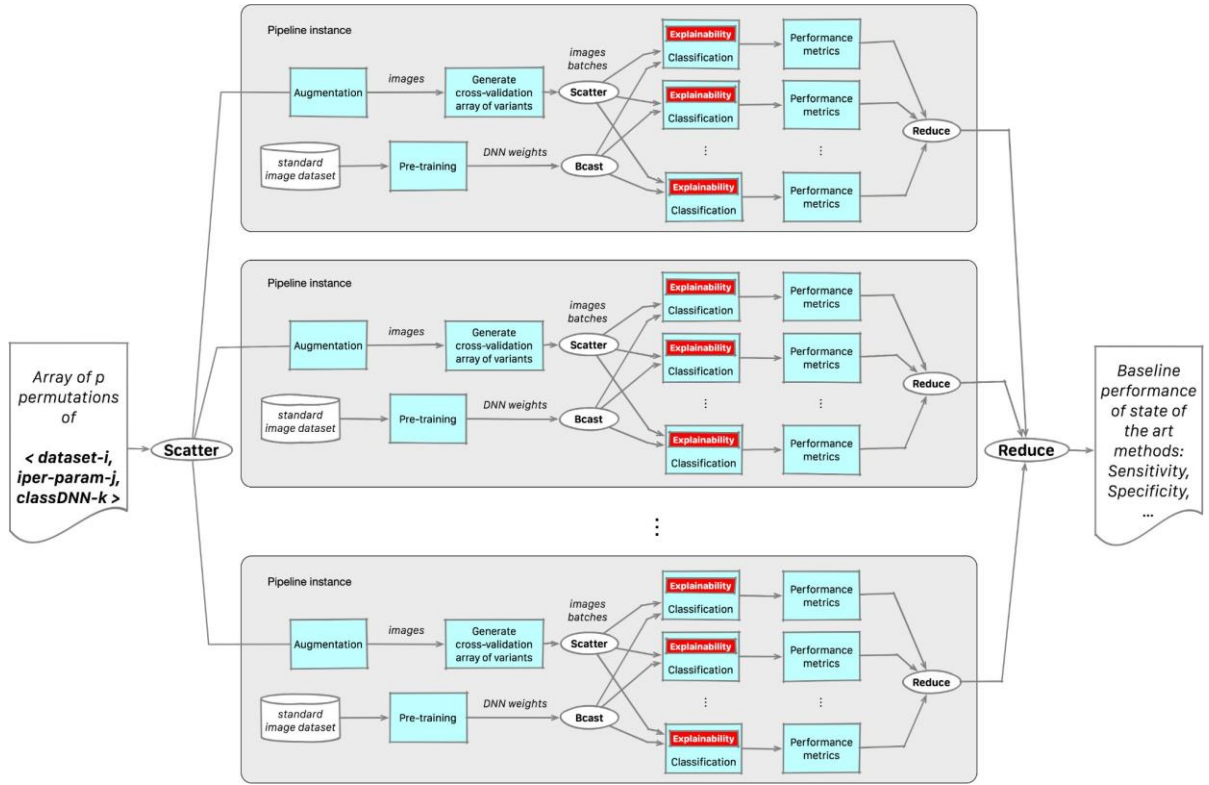 Array of p
permutations
of
< dataset-i,
iper-param-j,
classDNN-k >
Scatter
Pipeline instance
Augmentation
images
Generate
cross-validation
array of variants
images
batches
Scatter
standard
image dataset
Pre-training
DNN weights
Bcast
Explainability
Classification
Performance
metrics
Explainability
Classification
Performance
metrics
...
...
Explainability
Classification
Performance
metrics
Reduce
Pipeline instance
Augmentation
images
Generate
cross-validation
array of variants
images
batches
Scatter
standard
image dataset
Pre-training
DNN weights
Bcast
Explainability
Classification
Performance
metrics
Explainability
Classification
Performance
metrics
...
...
Explainability
Classification
Performance
metrics
Reduce
...
Pipeline instance
Augmentation
images
Generate
cross-validation
array of variants
images
batches
Scatter
standard
image dataset
Pre-training
DNN weights
Bcast
Explainability
Classification
Performance
metrics
Explainability
Classification
Performance
metrics
...
...
Explainability
Classification
Performance
metrics
Reduce
Reduce
Baseline
performance
of state of
the art
methods:
Sensitivity,
Specificity,
...